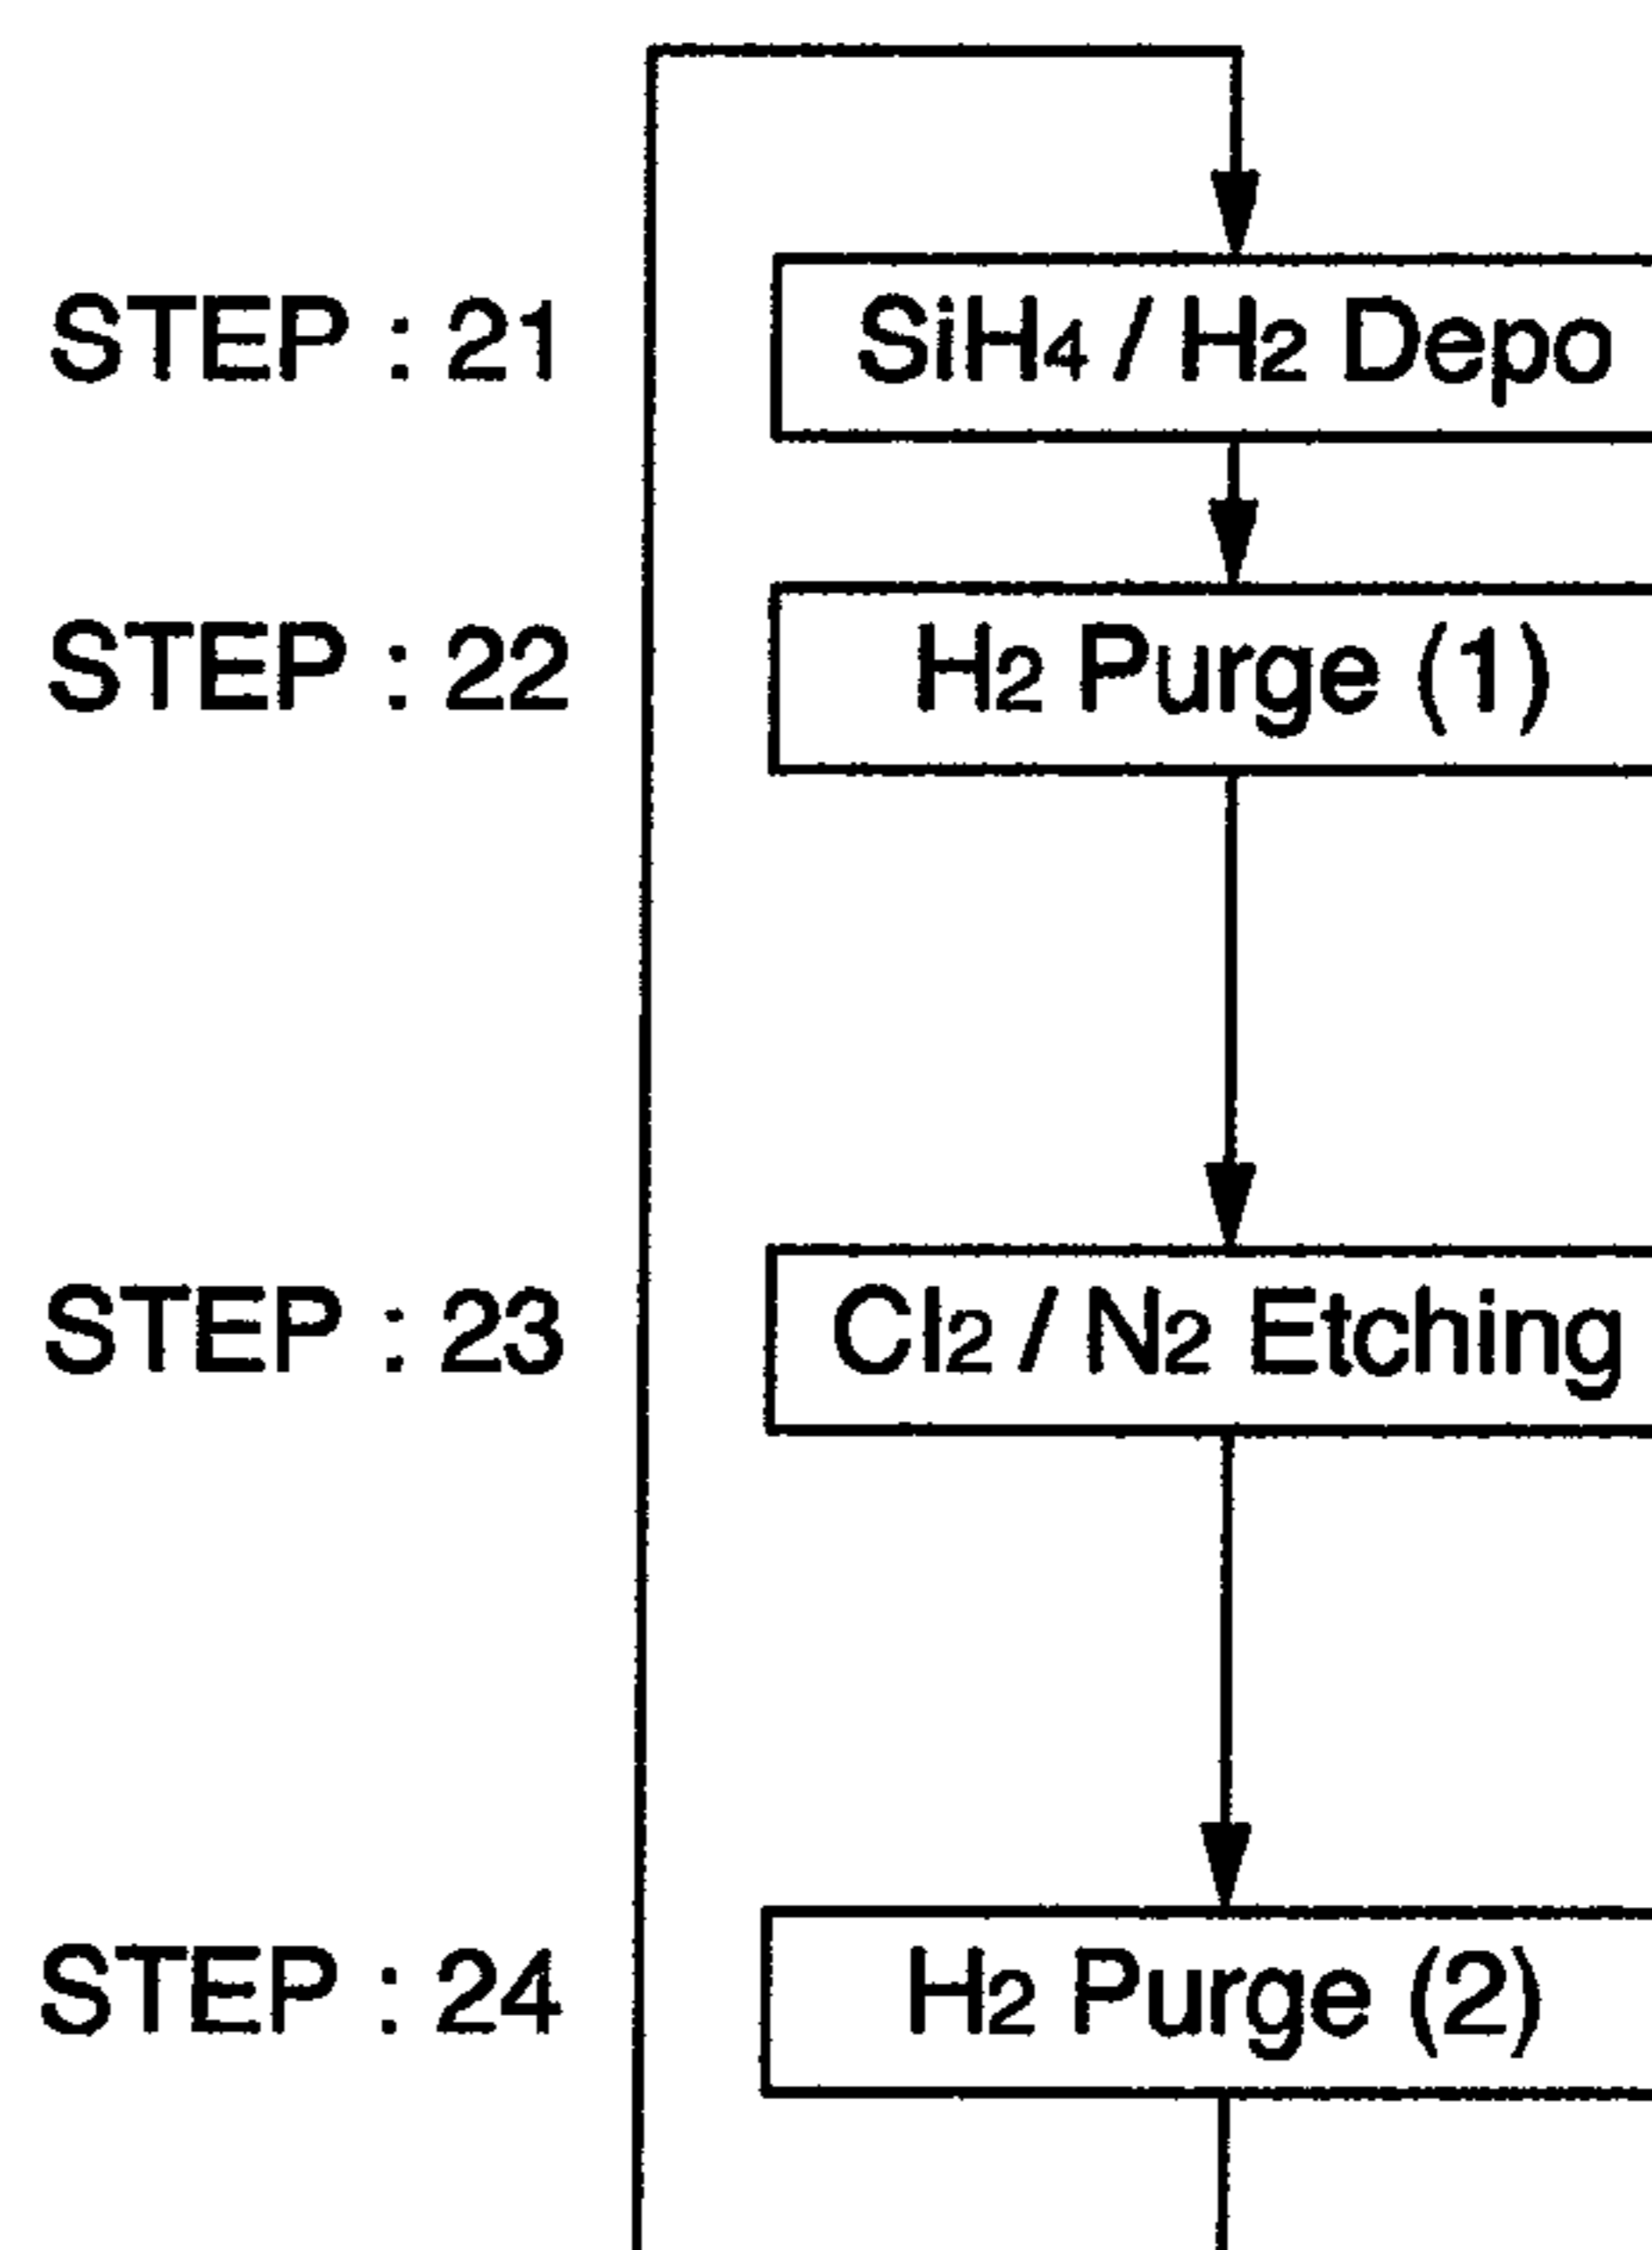 STEP : 21 SiH4 / H2 Depo
STEP : 22 H2 Purge (1)
STEP : 23 Cl2 / N2 Etching
STEP : 24 H2 Purge (2)